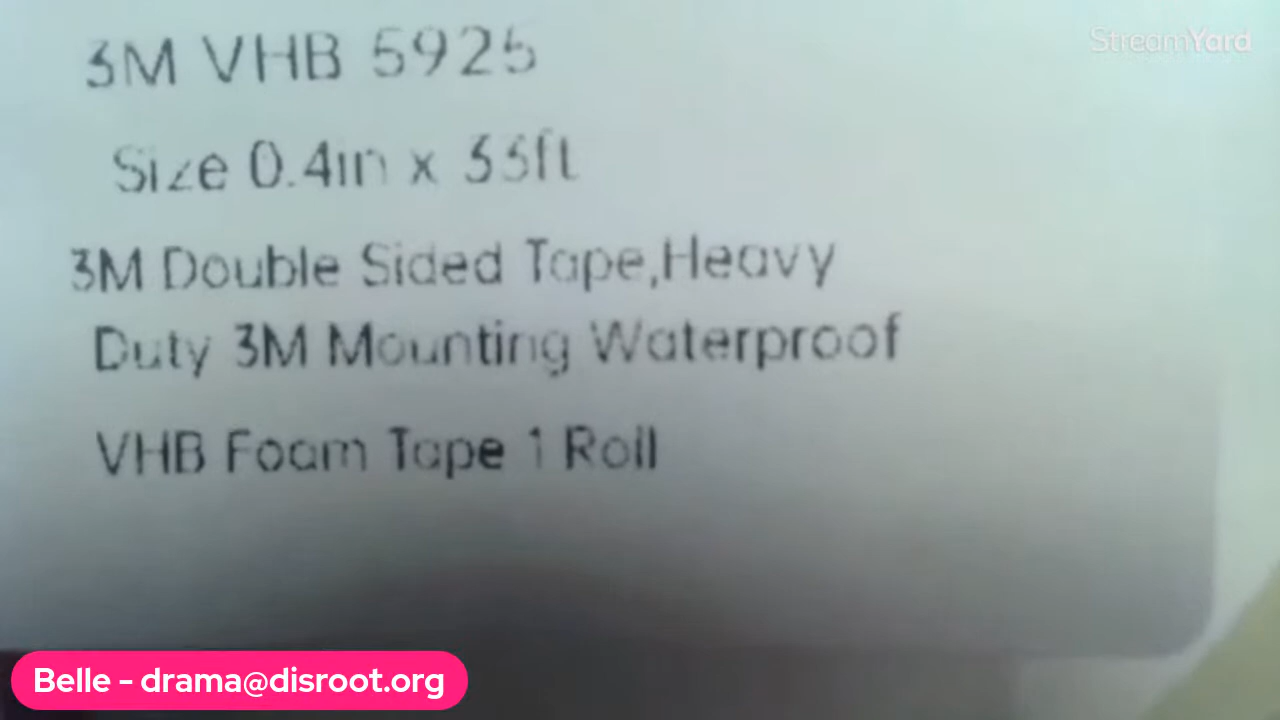 StreamYard
3M VHB 5925
Size 0.4in x 33ft
3M Double Sided Tape,Heavy
Duty 3M Mounting Waterproof
VHB Foam Tape 1 Roll
Belle - drama@disroot.org